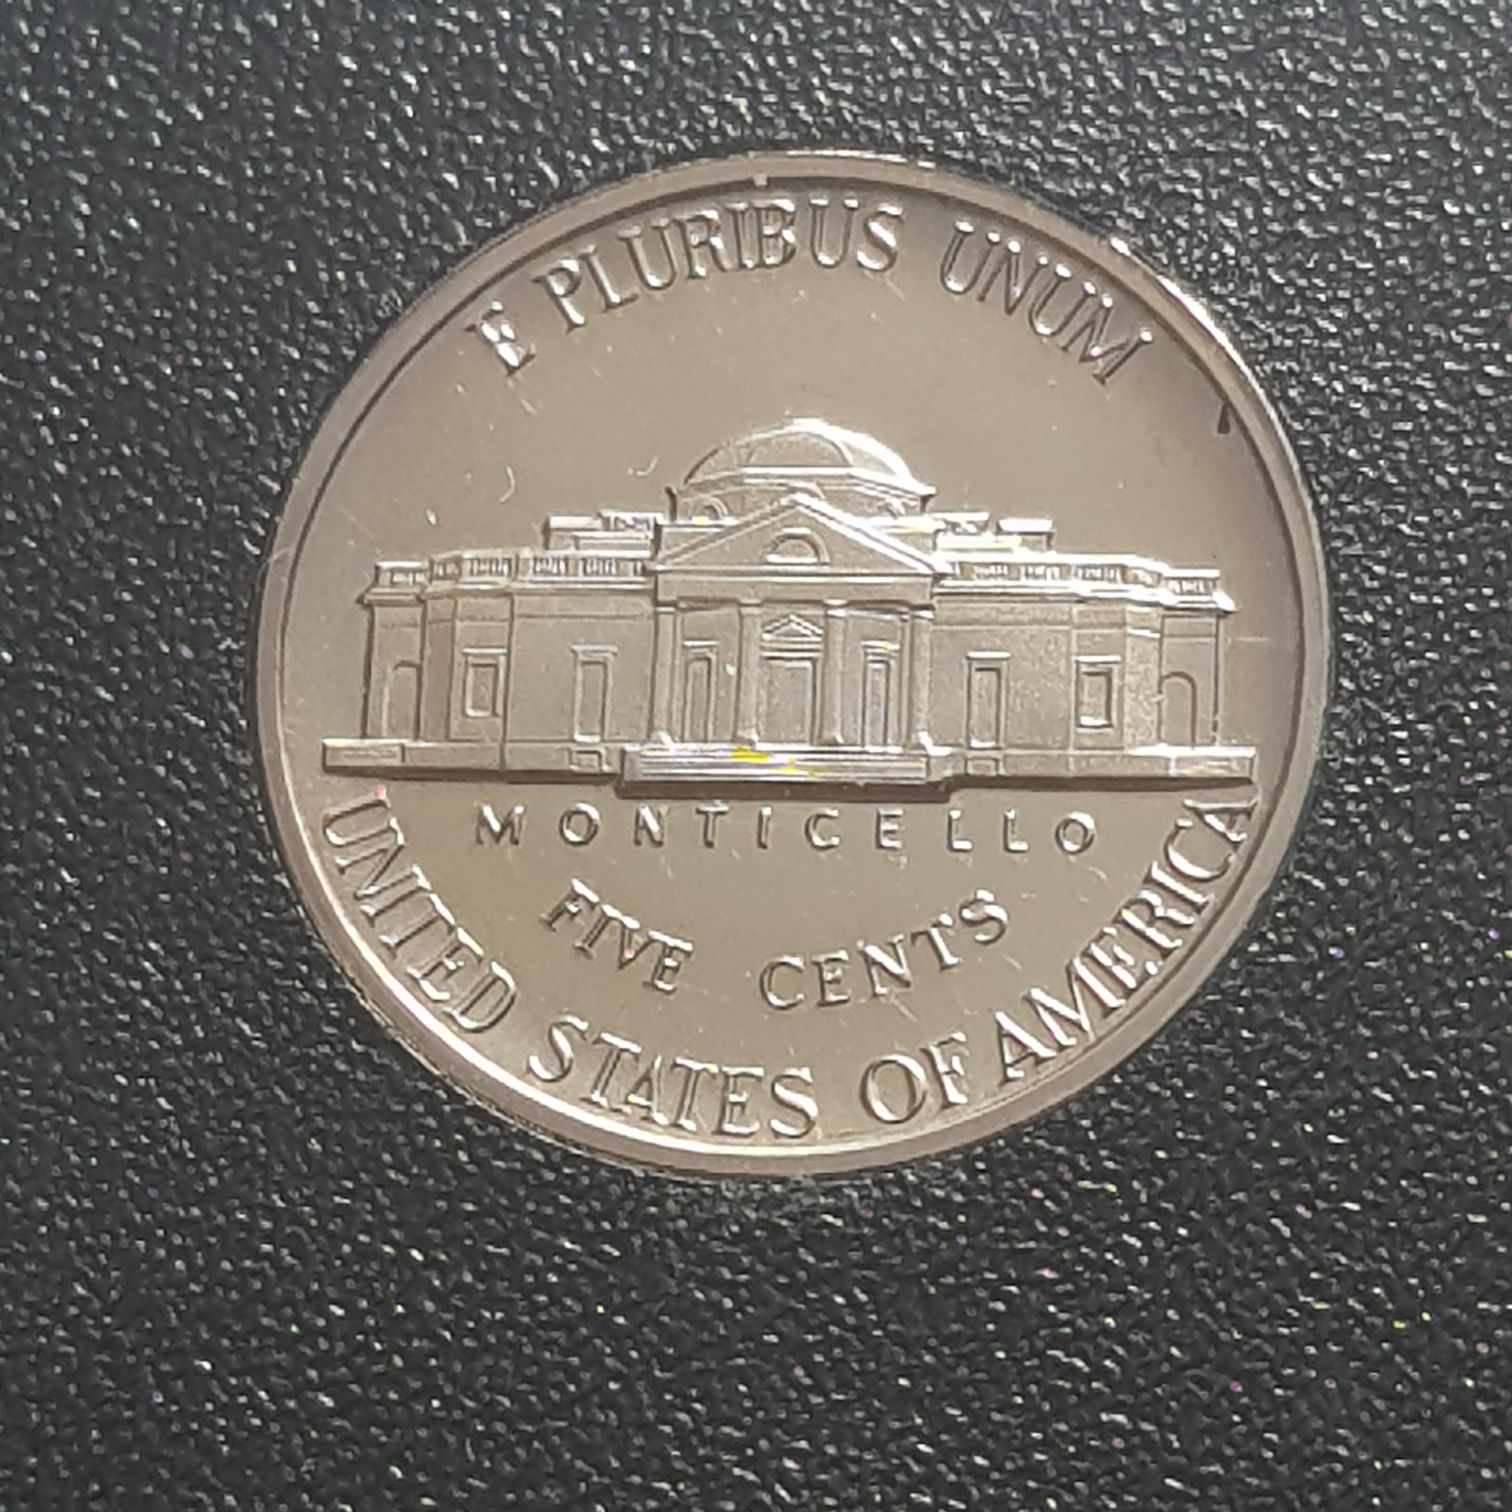 E PLURIBUS UNUM
MONTICELLO
FIVE CENTS
UNITED STATES OF AMERICA